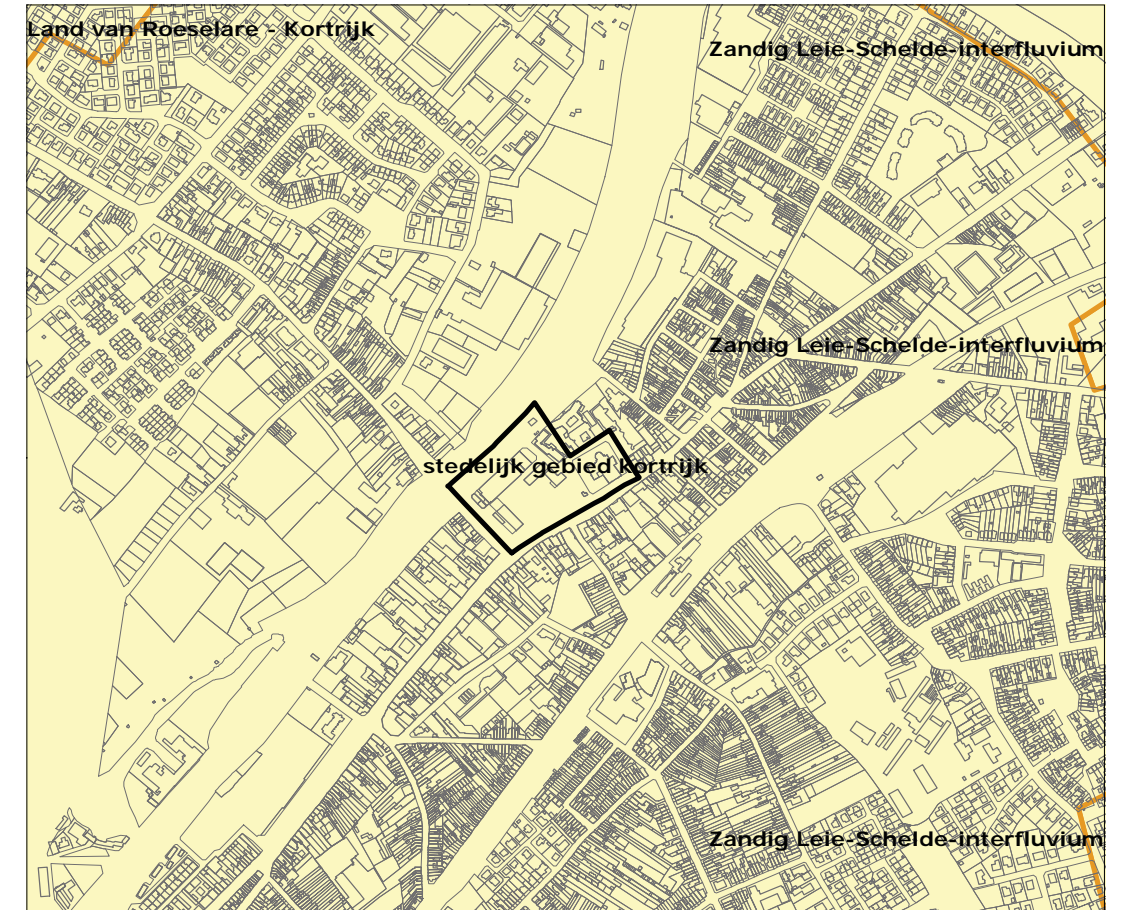 Land van Roeselare - Kortrijk
Zandig Leie-Schelde-interfluvium
Zandig Leie-Schelde-interfluvium
stedelijk gebied kortrijk
Zandig Leie-Schelde-interfluvium